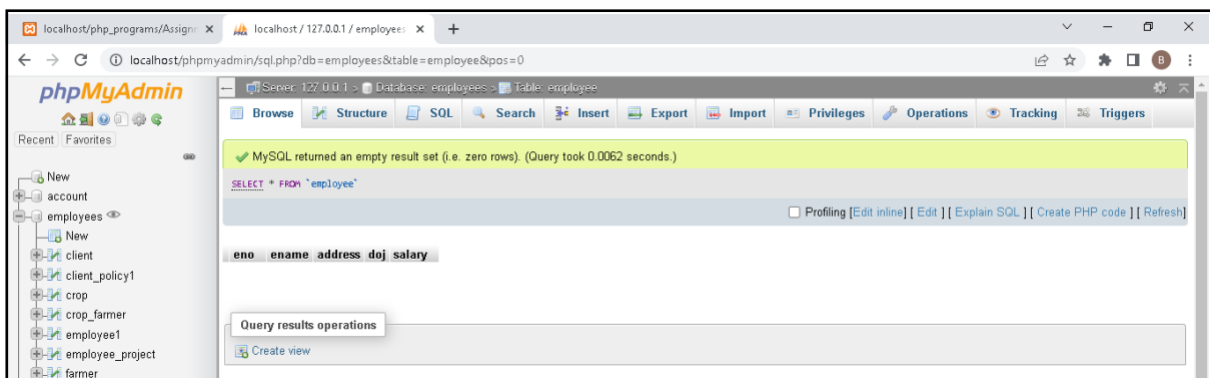 localhost/php_programs/Assignn
localhost / 127.0.0.1 / employees
localhost/phpmyadmin/sql.php?db=employees&table=employee&pos=0
B
phpMyAdmin
Recent Favorites
New
account
employees
New
client
client_policy1
crop
crop_farmer
employee1
employee_project
farmer
Server: 127.0.0.1 » Database: employees » Table: employee
Browse Structure SQL Search Insert Export Import Privileges Operations Tracking Triggers
MySQL returned an empty result set (i.e. zero rows). (Query took 0.0062 seconds.)
SELECT * FROM `employee`
Profiling [Edit inline] [ Edit ] [ Explain SQL ] [ Create PHP code ] [ Refresh]
eno ename address doj salary
Query results operations
Create view